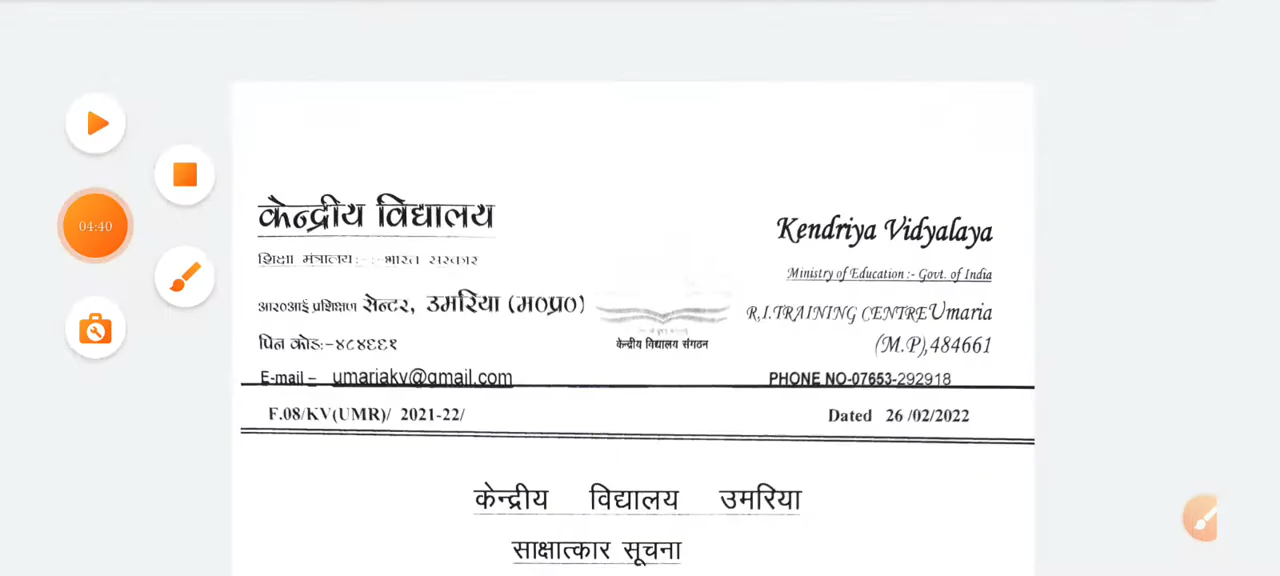 04:40
केन्द्रीय विद्यालय
Kendriya Vidyalaya
शिक्षा मंत्रालय:- :-भारत सरकार
Ministry of Education :- Govt. of India
आर०आई प्रशिक्षण सेन्टर, उमरिया (म०प्र०)
R,I.TRAINING CENTREUmaria
केन्द्रीय विद्यालय संगठन
पिन कोड:-४८४६६१
(M.P),484661
E-mail – umariakv@gmail.com
PHONE NO-07653-292918
F.08/KV(UMR)/ 2021-22/
Dated 26 /02/2022
केन्द्रीय विद्यालय उमरिया
साक्षात्कार सूचना